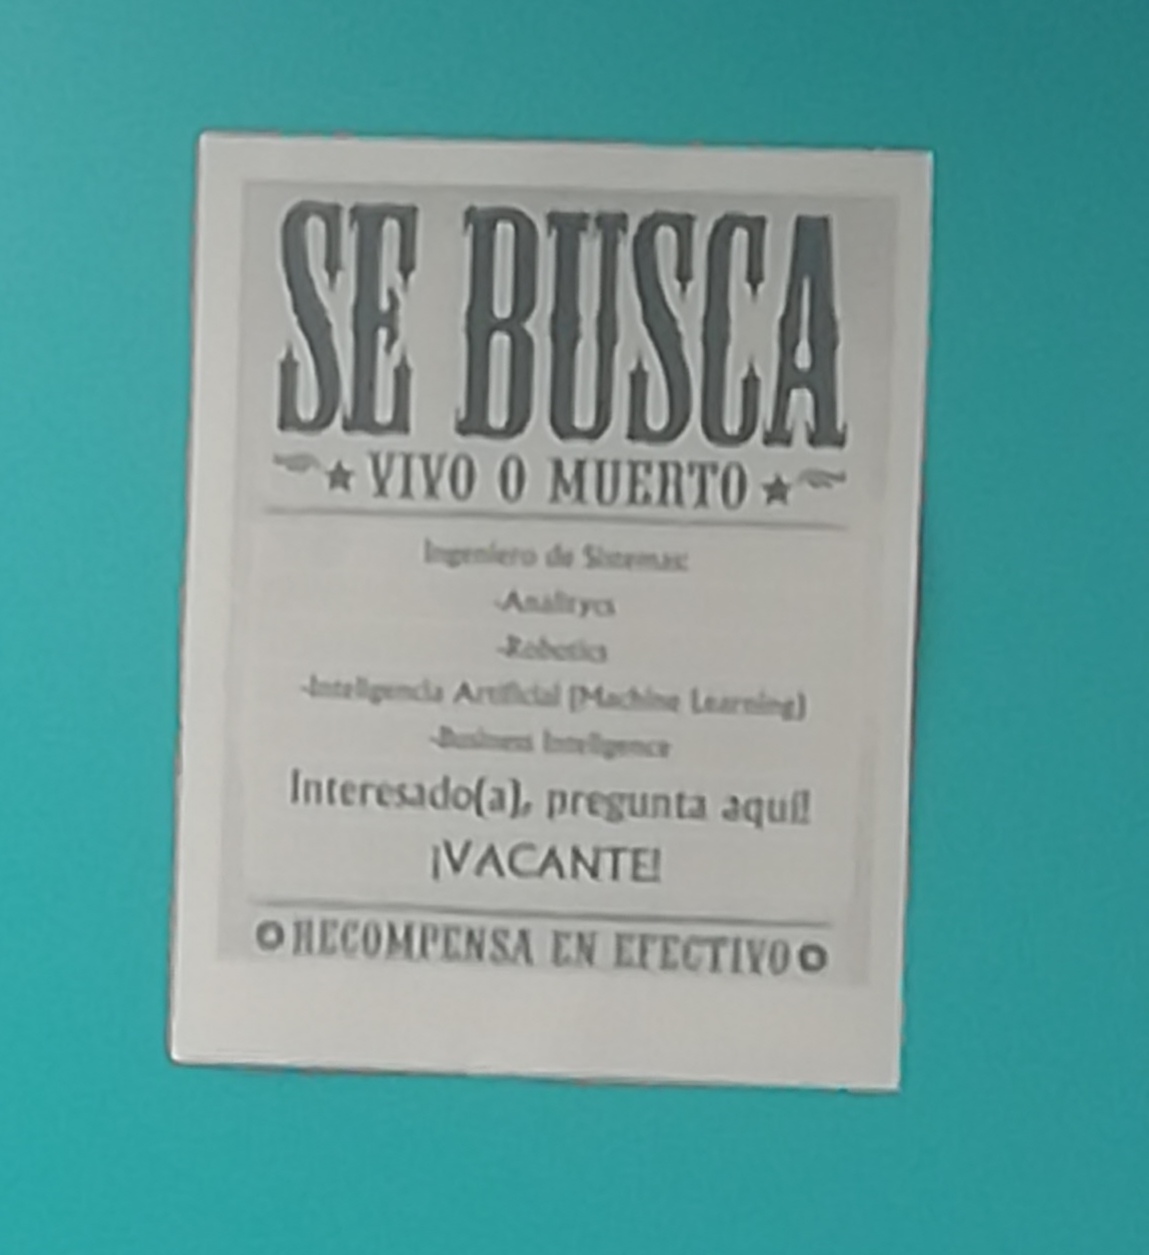 SE BUSCA
VIVO O MUERTO
Ingeniero de Sistemas:
-Analitycs
-Robotics
-Inteligencia Artificial (Machine Learning)
-Business Intelligence
Interesado(a), pregunta aquí!
¡VACANTE!
RECOMPENSA EN EFECTIVO